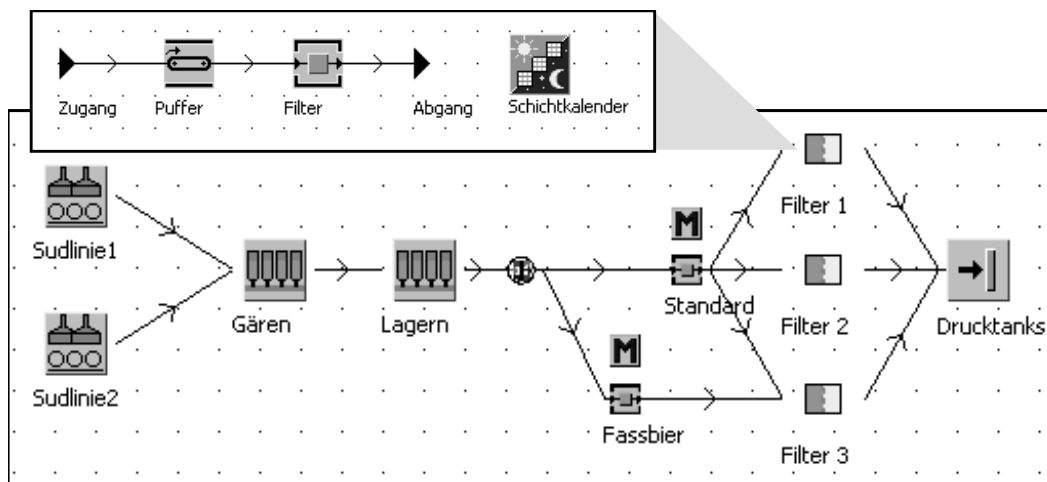 Zugang
Puffer
Filter
Abgang
Schichtkalender
Sudlinie1
Filter 1
M
Gären
Lagern
Standard
Filter 2
Drucktanks
Sudlinie2
M
Fassbier
Filter 3